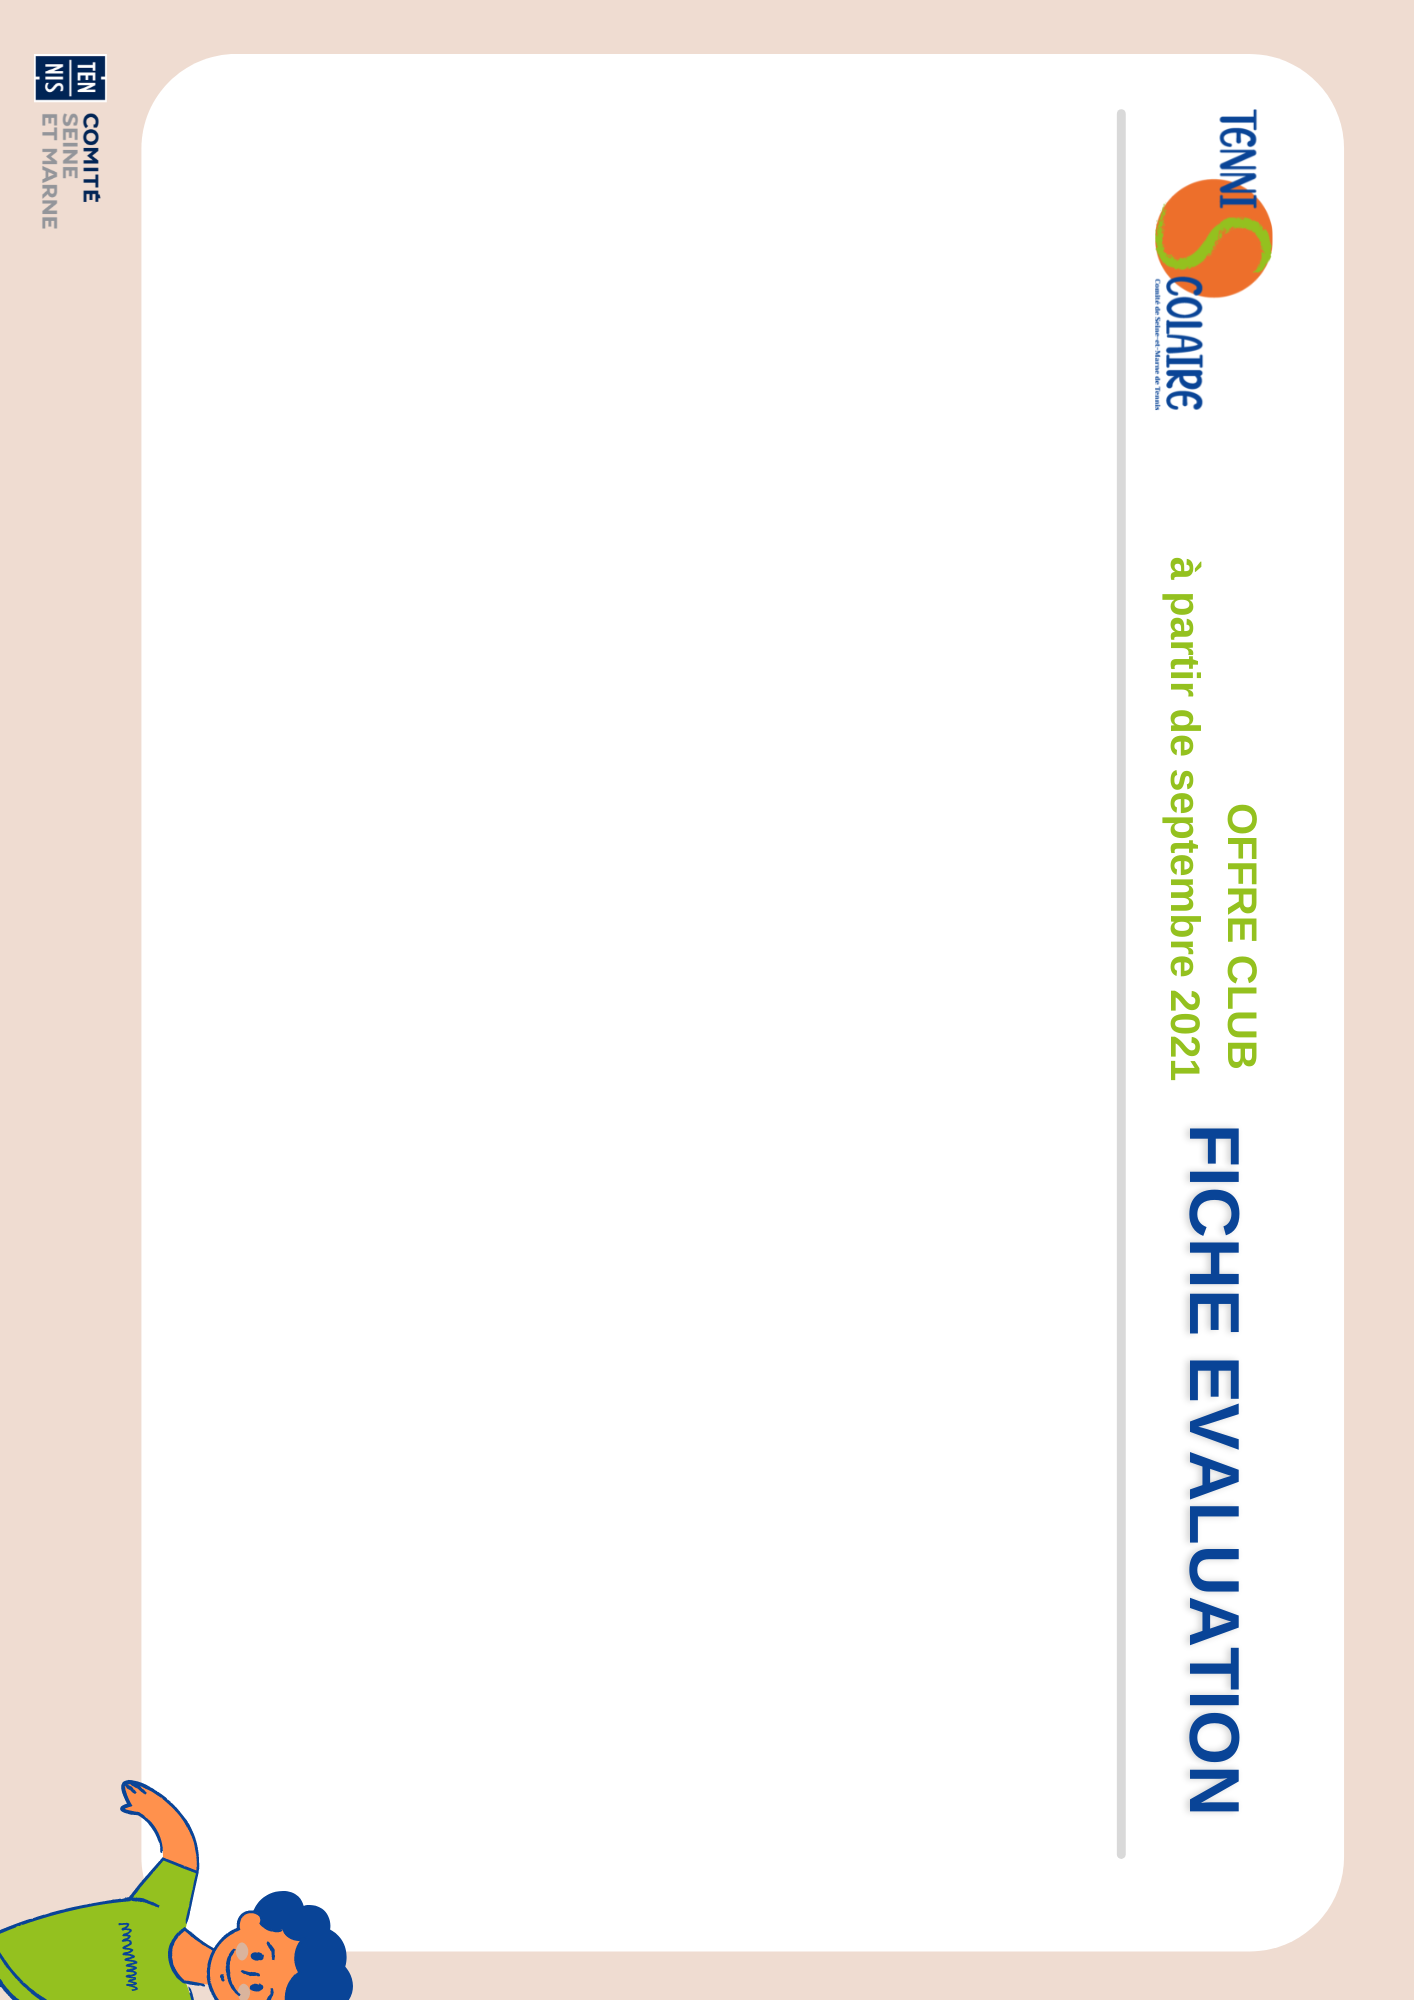 TENNIS
SCOLAIRE
Comité de Seine-et-Marne de Tennis
OFFRE CLUB
à partir de septembre 2021
FICHE EVALUATION
TEN
NIS
COMITÉ
SEINE
ET MARNE